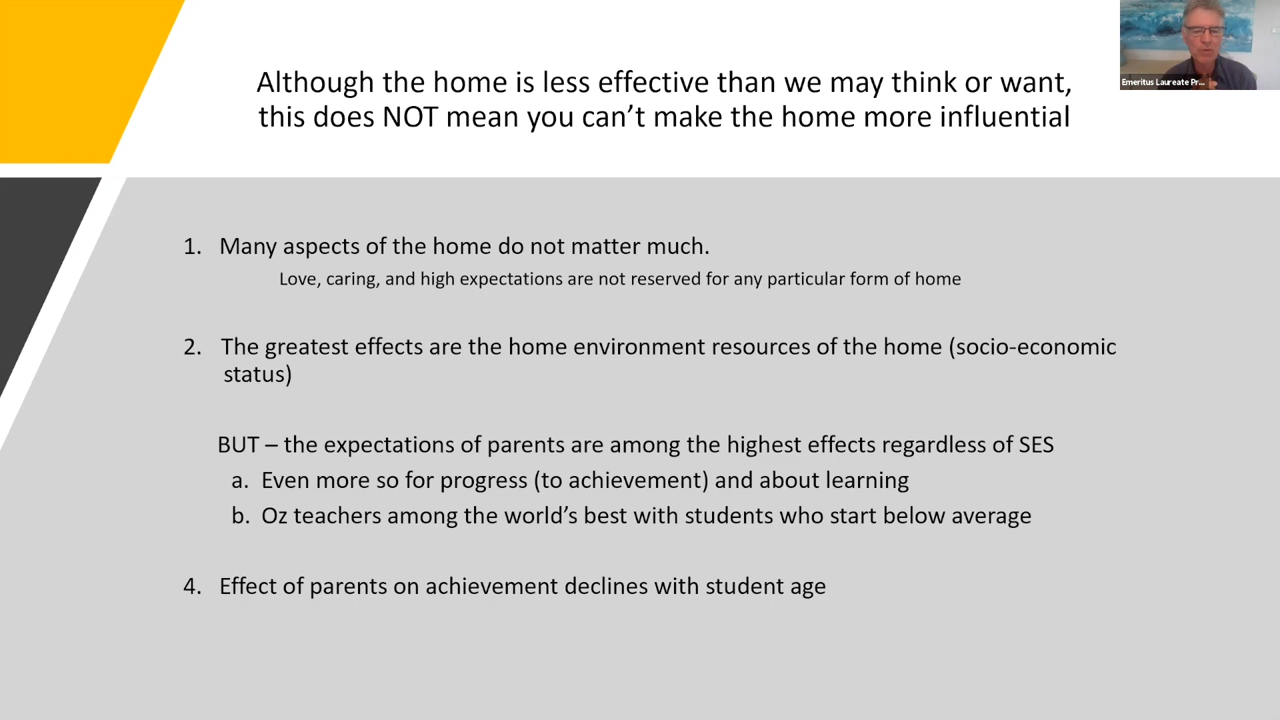 Although the home is less effective than we may think or want,
this does NOT mean you can’t make the home more influential
Emeritus Laureate Pr...
1. Many aspects of the home do not matter much.
Love, caring, and high expectations are not reserved for any particular form of home
2. The greatest effects are the home environment resources of the home (socio-economic
status)
BUT – the expectations of parents are among the highest effects regardless of SES
a. Even more so for progress (to achievement) and about learning
b. Oz teachers among the world’s best with students who start below average
4. Effect of parents on achievement declines with student age